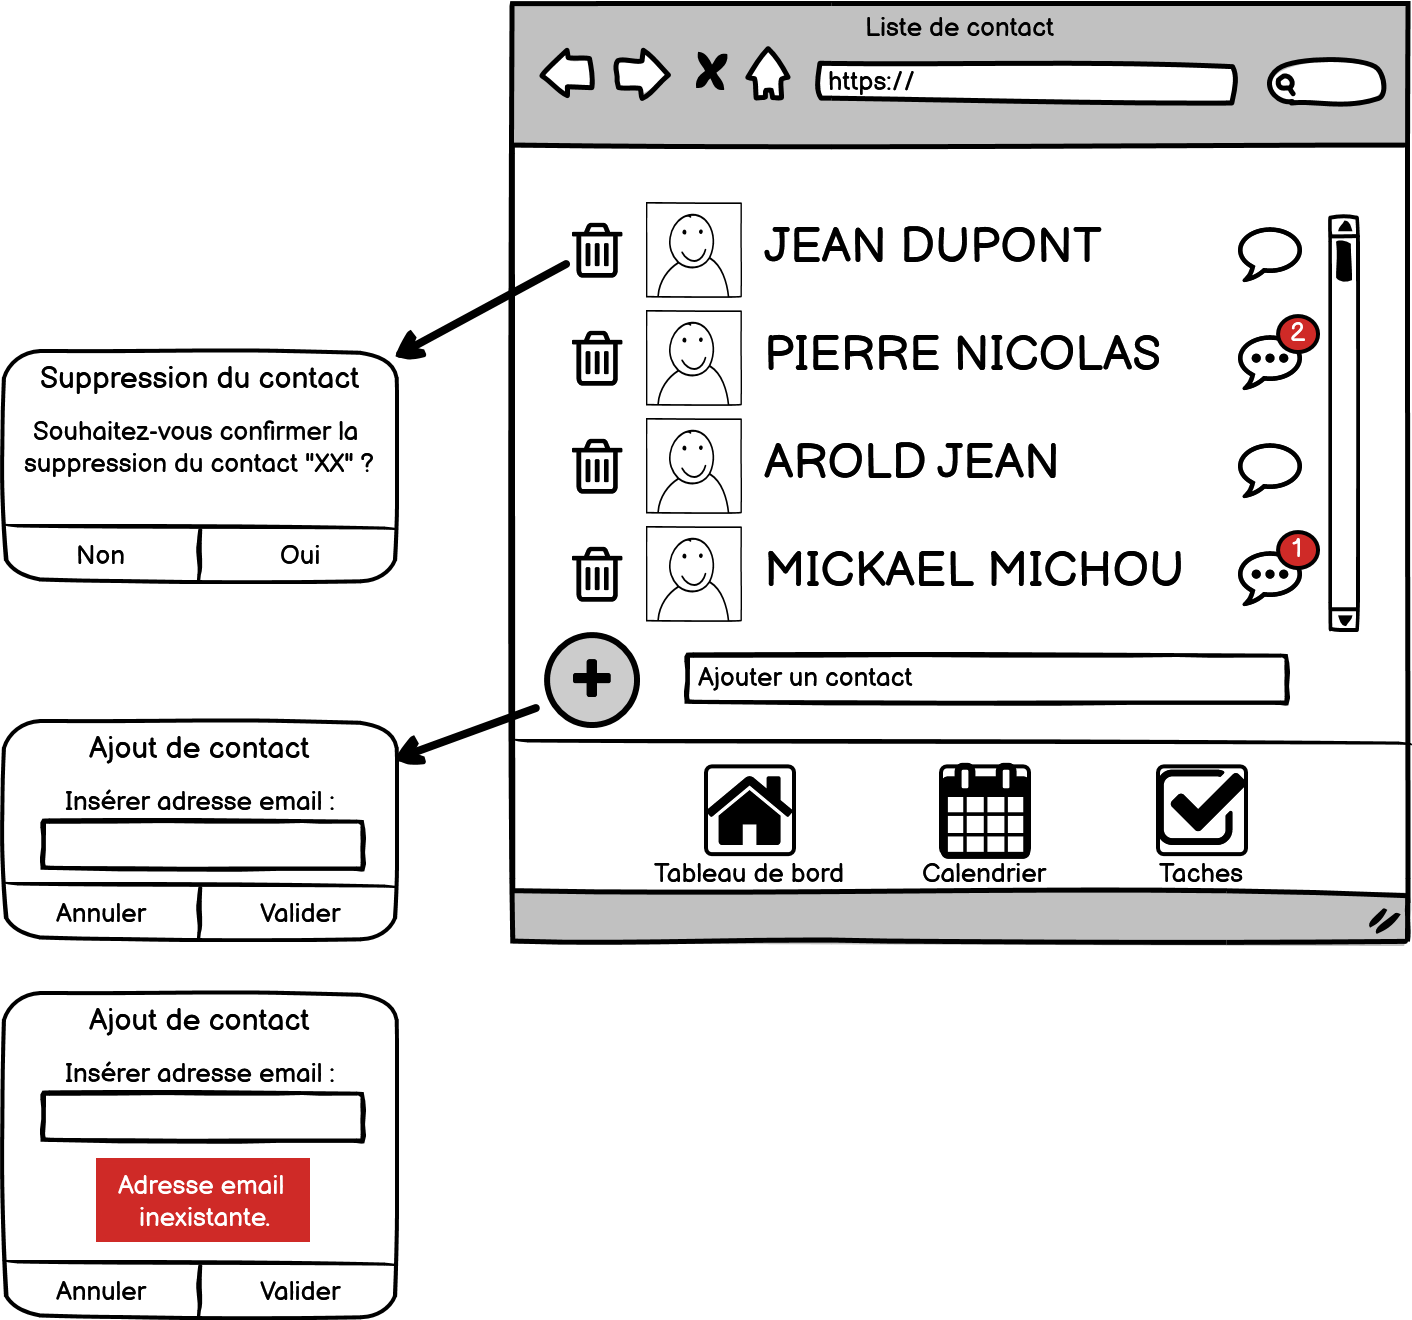 Liste de contact
https://
JEAN DUPONT
2
PIERRE NICOLAS
AROLD JEAN
1
MICKAEL MICHOU
Ajouter un contact
Tableau de bord
Calendrier
Taches
Suppression du contact
Souhaitez-vous confirmer la
suppression du contact "XX" ?
Non
Oui
Ajout de contact
Insérer adresse email :
Annuler
Valider
Ajout de contact
Insérer adresse email :
Adresse email
inexistante.
Annuler
Valider